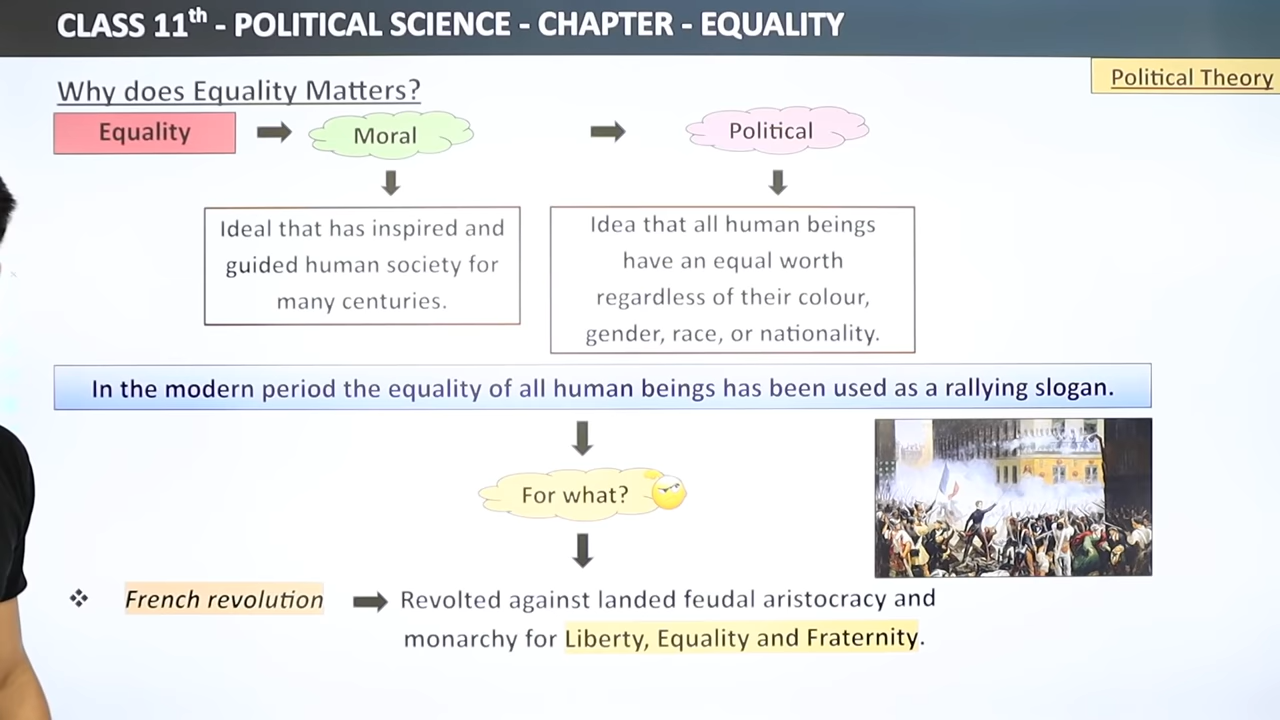 CLASS 11th - POLITICAL SCIENCE - CHAPTER - EQUALITY
Political Theory
Why does Equality Matters?
Equality
Moral
Political
Ideal that has inspired and
guided human society for
many centuries.
Idea that all human beings
have an equal worth
regardless of their colour,
gender, race, or nationality.
In the modern period the equality of all human beings has been used as a rallying slogan.
For what?
French revolution
Revolted against landed feudal aristocracy and
monarchy for Liberty, Equality and Fraternity.